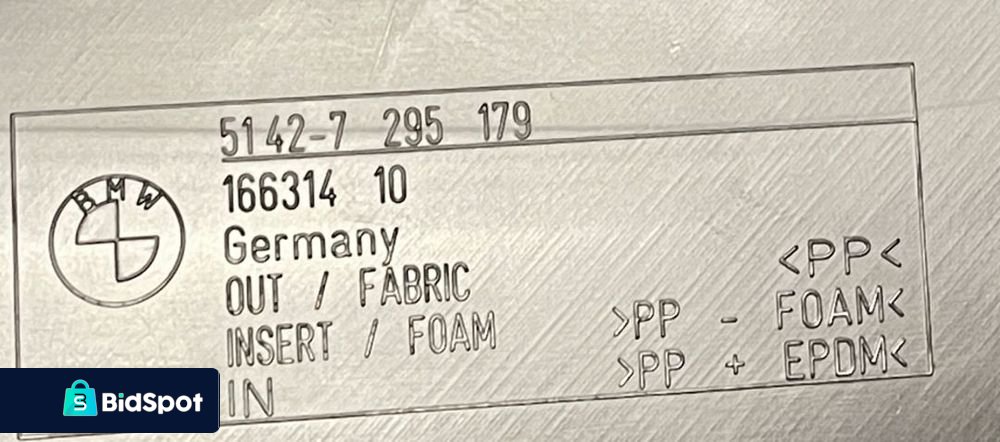 5142-7 295 179
166314 10
BMW
Germany
OUT / FABRIC <PP<
INSERT / FOAM >PP - FOAM<
IN >PP + EPDM<
BidSpot